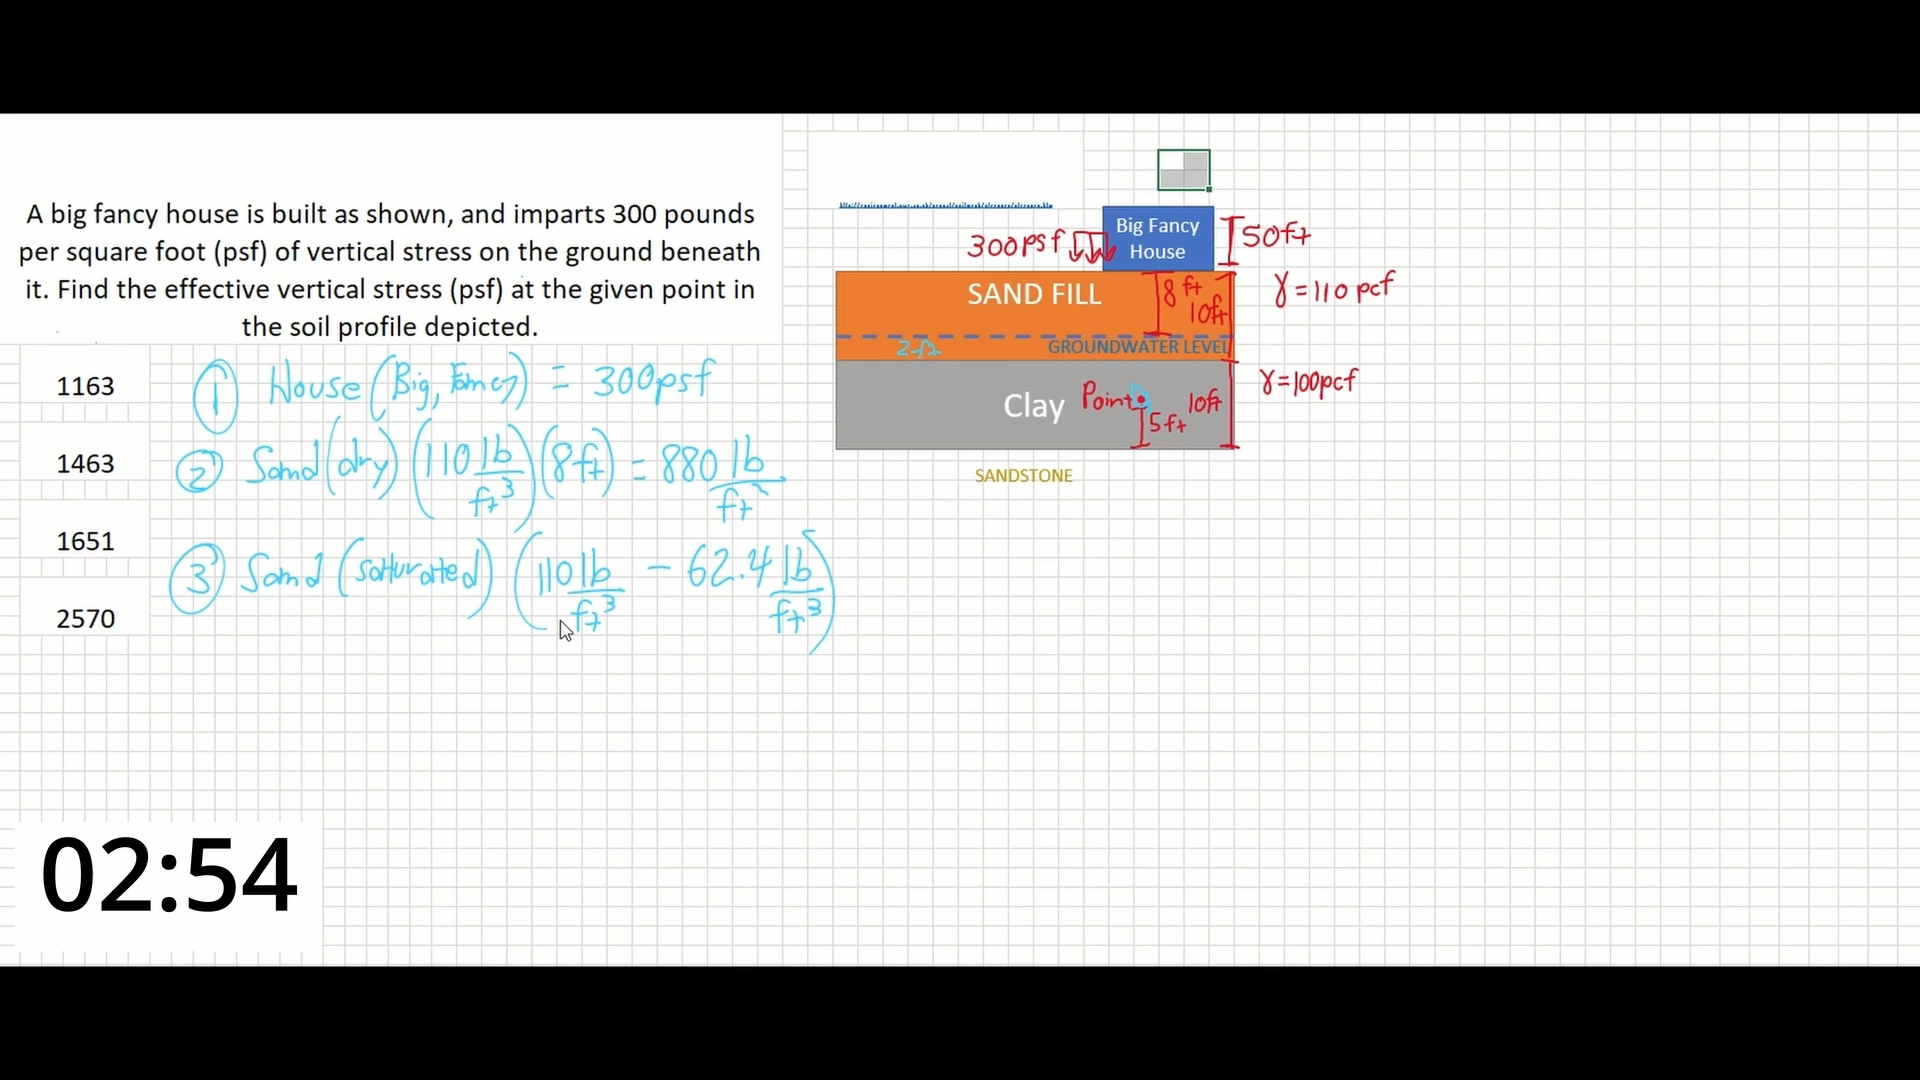 A big fancy house is built as shown, and imparts 300 pounds
per square foot (psf) of vertical stress on the ground beneath
it. Find the effective vertical stress (psf) at the given point in
the soil profile depicted.
1163
1463
1651
2570
① House (Big, Fancy) = 300psf
② Sand (dry) (110 lb/ft³)(8ft) = 880 lb/ft²
③ Sand (saturated) (110 lb/ft³ - 62.4 lb/ft³)
02:54
Big Fancy
House
300psf
50ft
SAND FILL
8ft
10ft
γ=110 pcf
2ft
GROUNDWATER LEVEL
Clay
Point
5ft
10ft
γ=100pcf
SANDSTONE